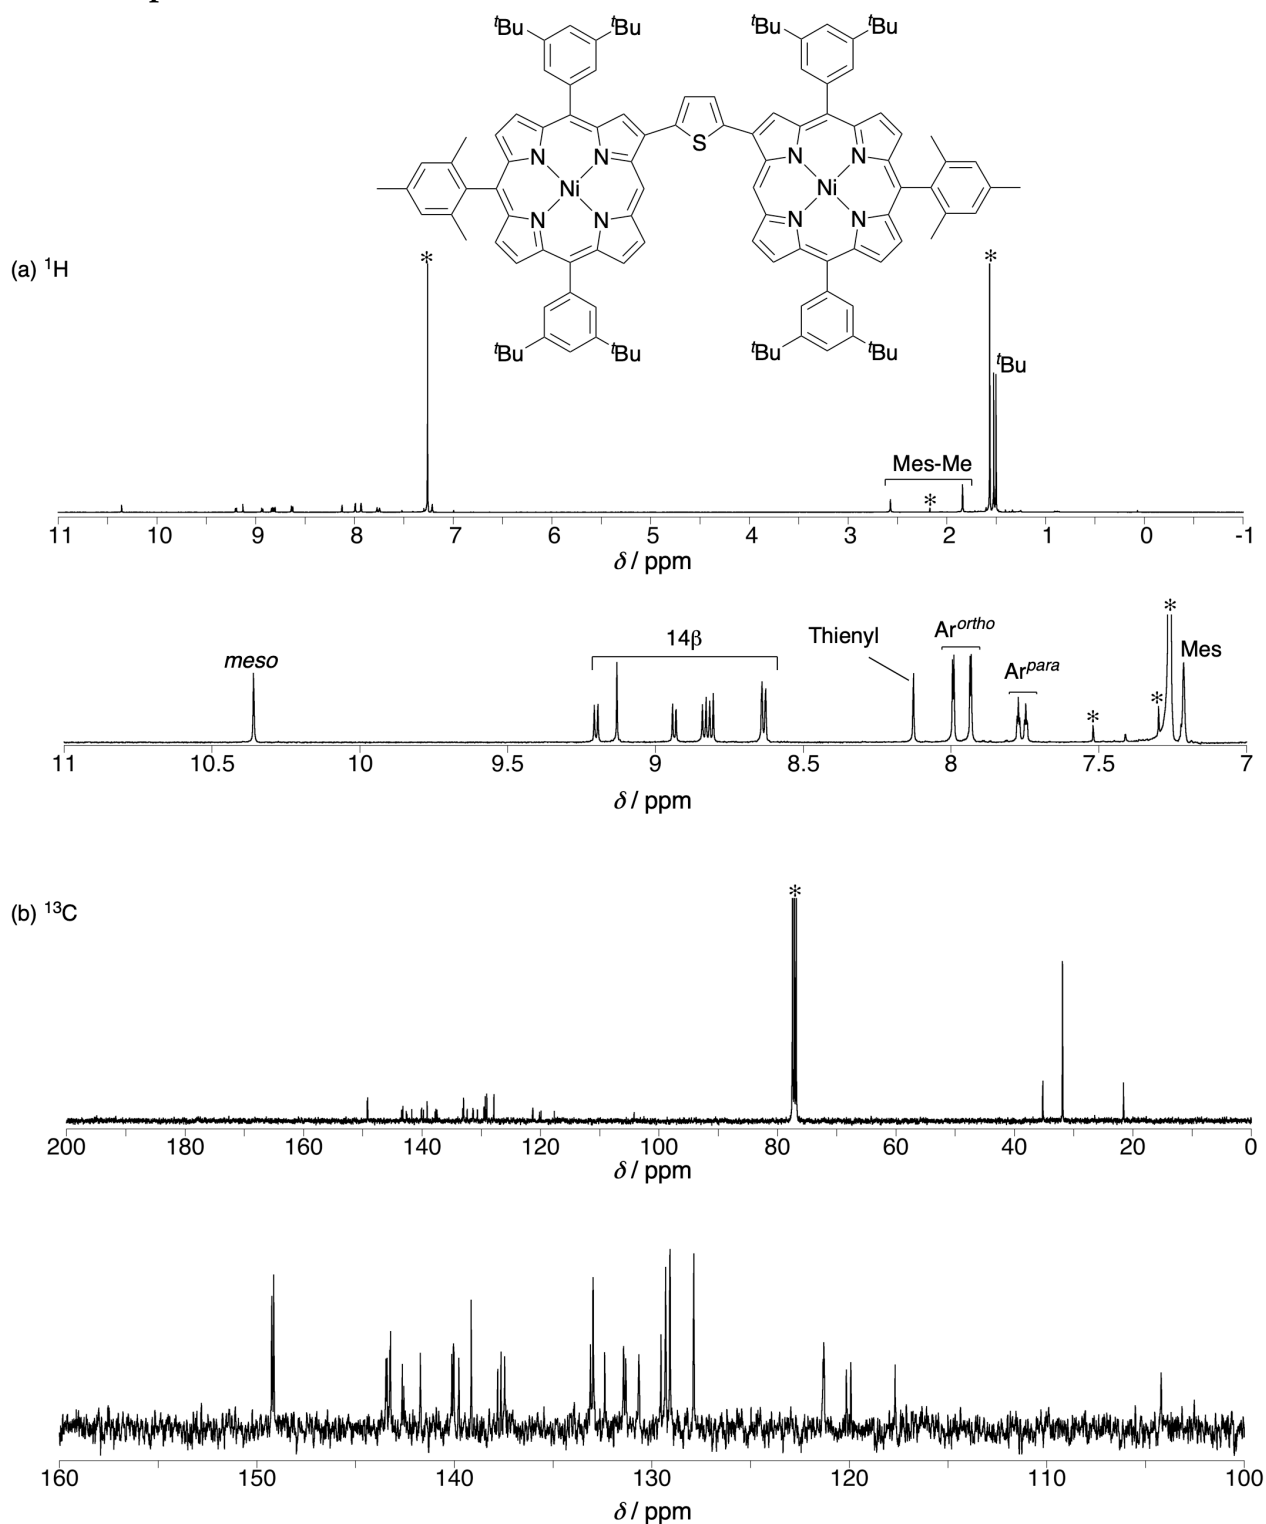 ᵗBu ᵗBu ᵗBu ᵗBu
S
N N N N
Ni Ni
N N N N
(a) ¹H
* *
ᵗBu ᵗBu ᵗBu ᵗBu
ᵗBu
Mes-Me
*
11 10 9 8 7 6 5 4 3 2 1 0 -1
δ / ppm
meso
14β
Thienyl
Arᵒʳᵗʰᵒ
Arᵖᵃʳᵃ
* * *
Mes
11 10.5 10 9.5 9 8.5 8 7.5 7
δ / ppm
(b) ¹³C
*
200 180 160 140 120 100 80 60 40 20 0
δ / ppm
160 150 140 130 120 110 100
δ / ppm